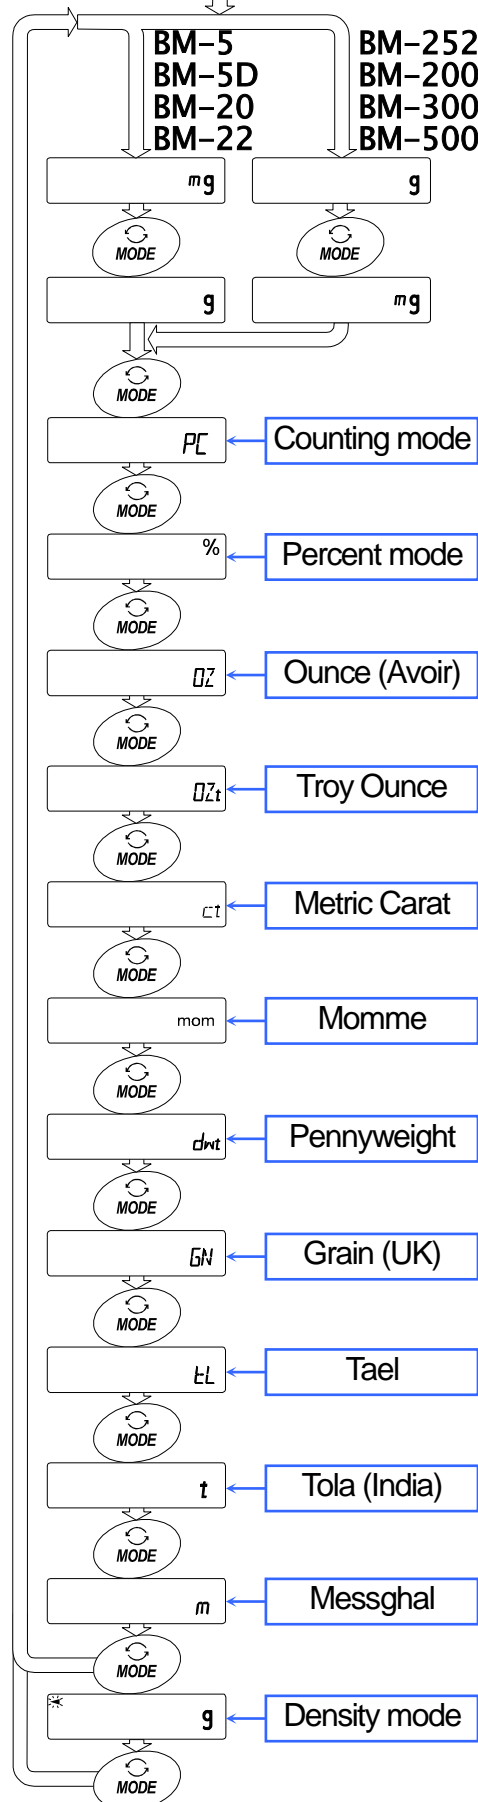 BM-5
BM-5D
BM-20
BM-22
BM-252
BM-200
BM-300
BM-500
mg
g
MODE
MODE
g
mg
MODE
PC
Counting mode
MODE
%
Percent mode
MODE
OZ
Ounce (Avoir)
MODE
OZt
Troy Ounce
MODE
ct
Metric Carat
MODE
mom
Momme
MODE
dwt
Pennyweight
MODE
GN
Grain (UK)
MODE
tL
Tael
MODE
t
Tola (India)
MODE
m
Messghal
MODE
g
Density mode
MODE